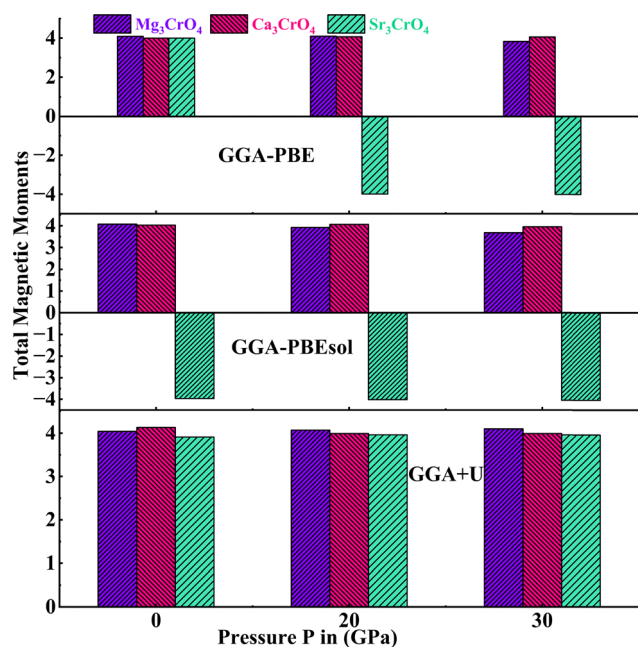 Mg₃CrO₄ Ca₃CrO₄ Sr₃CrO₄
Total Magnetic Moments
4
2
0
−2
−4
GGA-PBE
4
3
2
1
0
−1
−2
−3
−4
GGA-PBEsol
4
3
2
1
0
GGA+U
0 20 30
Pressure P in (GPa)